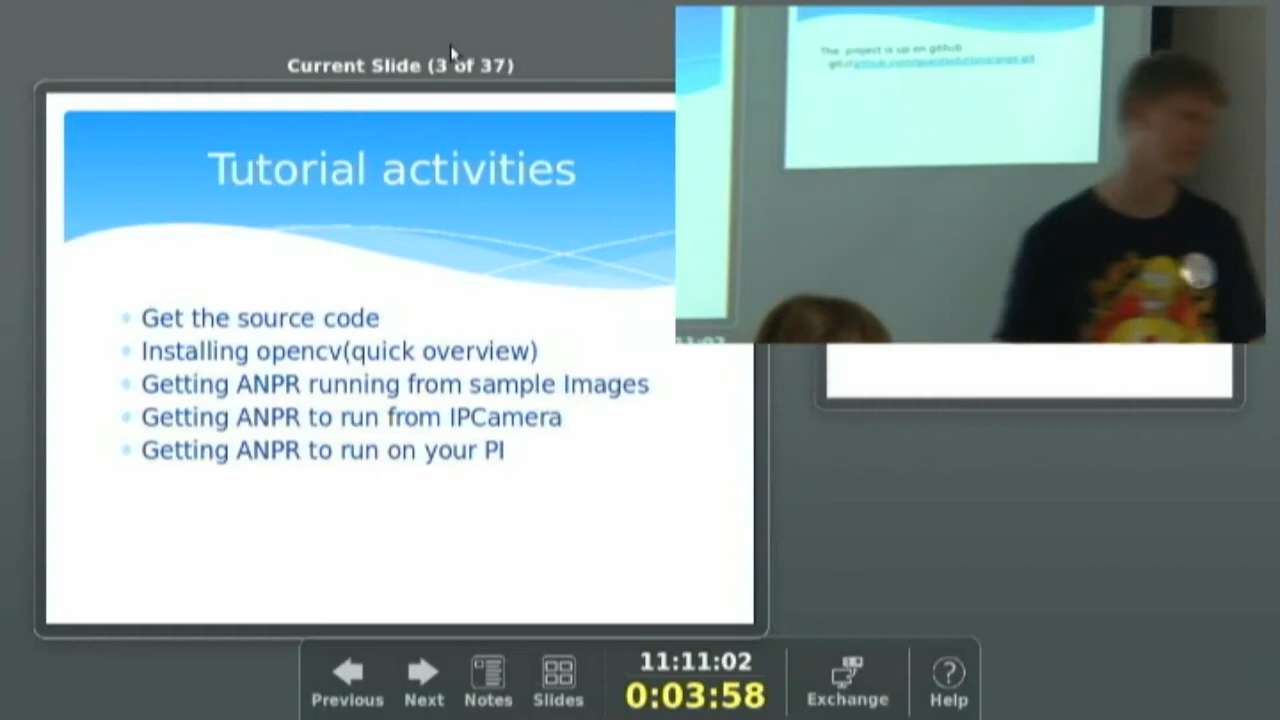 Current Slide (3 of 37)
Tutorial activities
Get the source code
Installing opencv(quick overview)
Getting ANPR running from sample Images
Getting ANPR to run from IPCamera
Getting ANPR to run on your PI
The project is up on github
Previous
Next
Notes
Slides
11:11:02
0:03:58
Exchange
Help